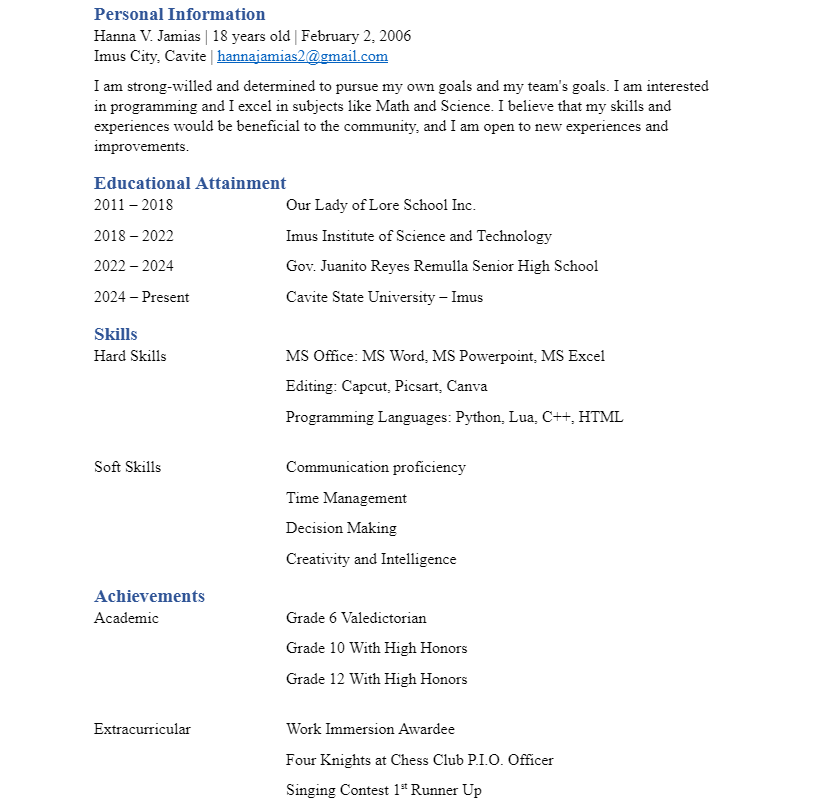 Personal Information
Hanna V. Jamias | 18 years old | February 2, 2006
Imus City, Cavite | hannajamias2@gmail.com
I am strong-willed and determined to pursue my own goals and my team's goals. I am interested
in programming and I excel in subjects like Math and Science. I believe that my skills and
experiences would be beneficial to the community, and I am open to new experiences and
improvements.
Educational Attainment
2011 – 2018 Our Lady of Lore School Inc.
2018 – 2022 Imus Institute of Science and Technology
2022 – 2024 Gov. Juanito Reyes Remulla Senior High School
2024 – Present Cavite State University – Imus
Skills
Hard Skills MS Office: MS Word, MS Powerpoint, MS Excel
Editing: Capcut, Picsart, Canva
Programming Languages: Python, Lua, C++, HTML
Soft Skills Communication proficiency
Time Management
Decision Making
Creativity and Intelligence
Achievements
Academic Grade 6 Valedictorian
Grade 10 With High Honors
Grade 12 With High Honors
Extracurricular Work Immersion Awardee
Four Knights at Chess Club P.I.O. Officer
Singing Contest 1st Runner Up